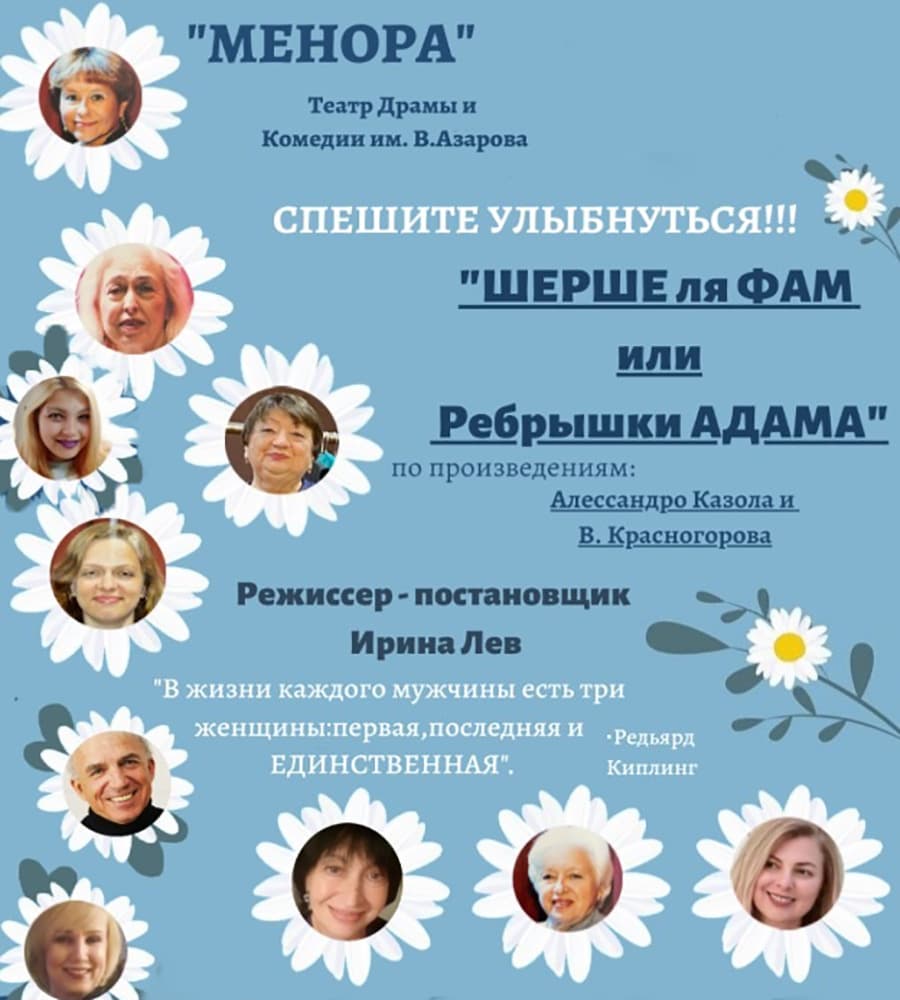 "МЕНОРА"
Театр Драмы и
Комедии им. В.Азарова
СПЕШИТЕ УЛЫБНУТЬСЯ!!!
"ШЕРШЕ ля ФАМ
или
Ребрышки АДАМА"
по произведениям:
Алессандро Казола и
В. Красногорова
Режиссер - постановщик
Ирина Лев
"В жизни каждого мужчины есть три
женщины:первая,последняя и
ЕДИНСТВЕННАЯ".
·Редьярд
Киплинг